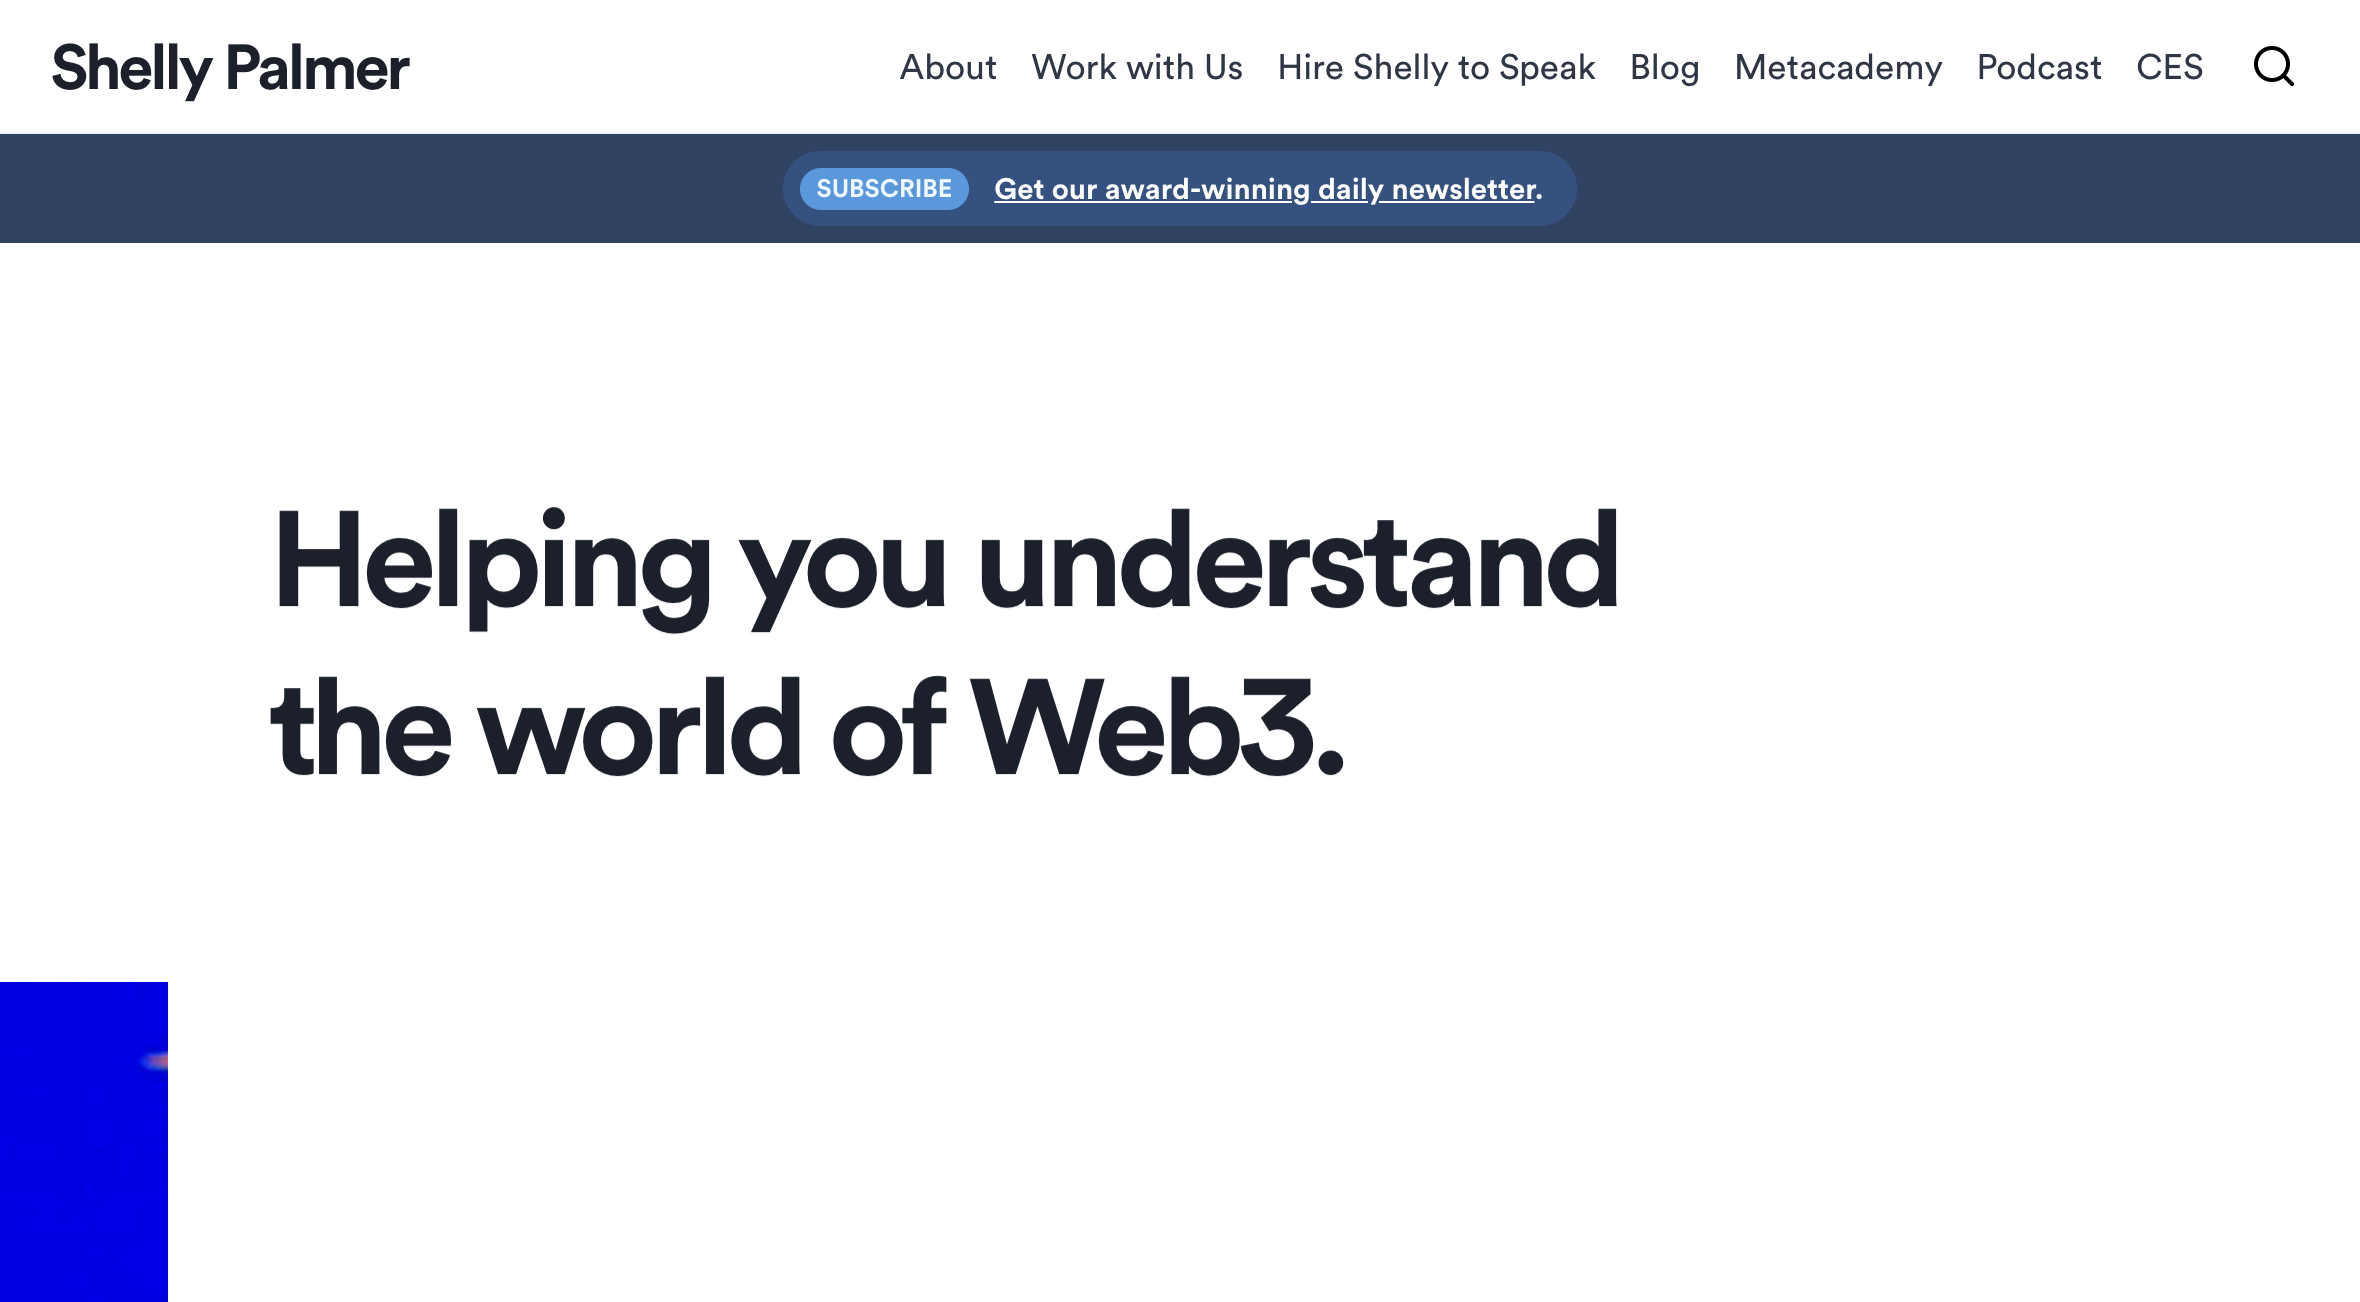 Shelly Palmer
About Work with Us Hire Shelly to Speak Blog Metacademy Podcast CES
SUBSCRIBE Get our award-winning daily newsletter.
Helping you understand
the world of Web3.